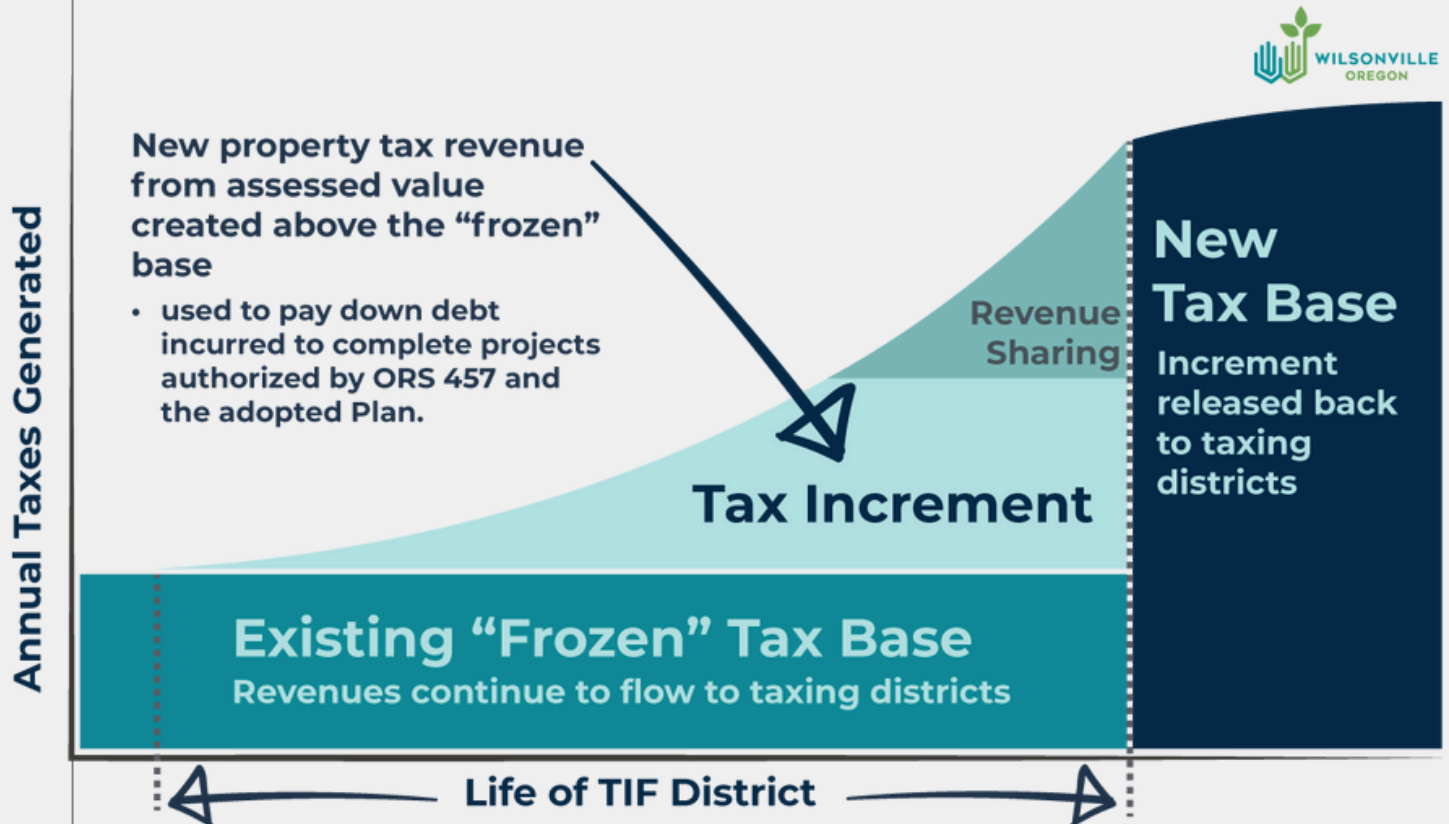 WILSONVILLE
OREGON
Annual Taxes Generated
New property tax revenue
from assessed value
created above the “frozen”
base
• used to pay down debt
incurred to complete projects
authorized by ORS 457 and
the adopted Plan.
Revenue
Sharing
Tax Increment
New
Tax Base
Increment
released back
to taxing
districts
Existing “Frozen” Tax Base
Revenues continue to flow to taxing districts
Life of TIF District